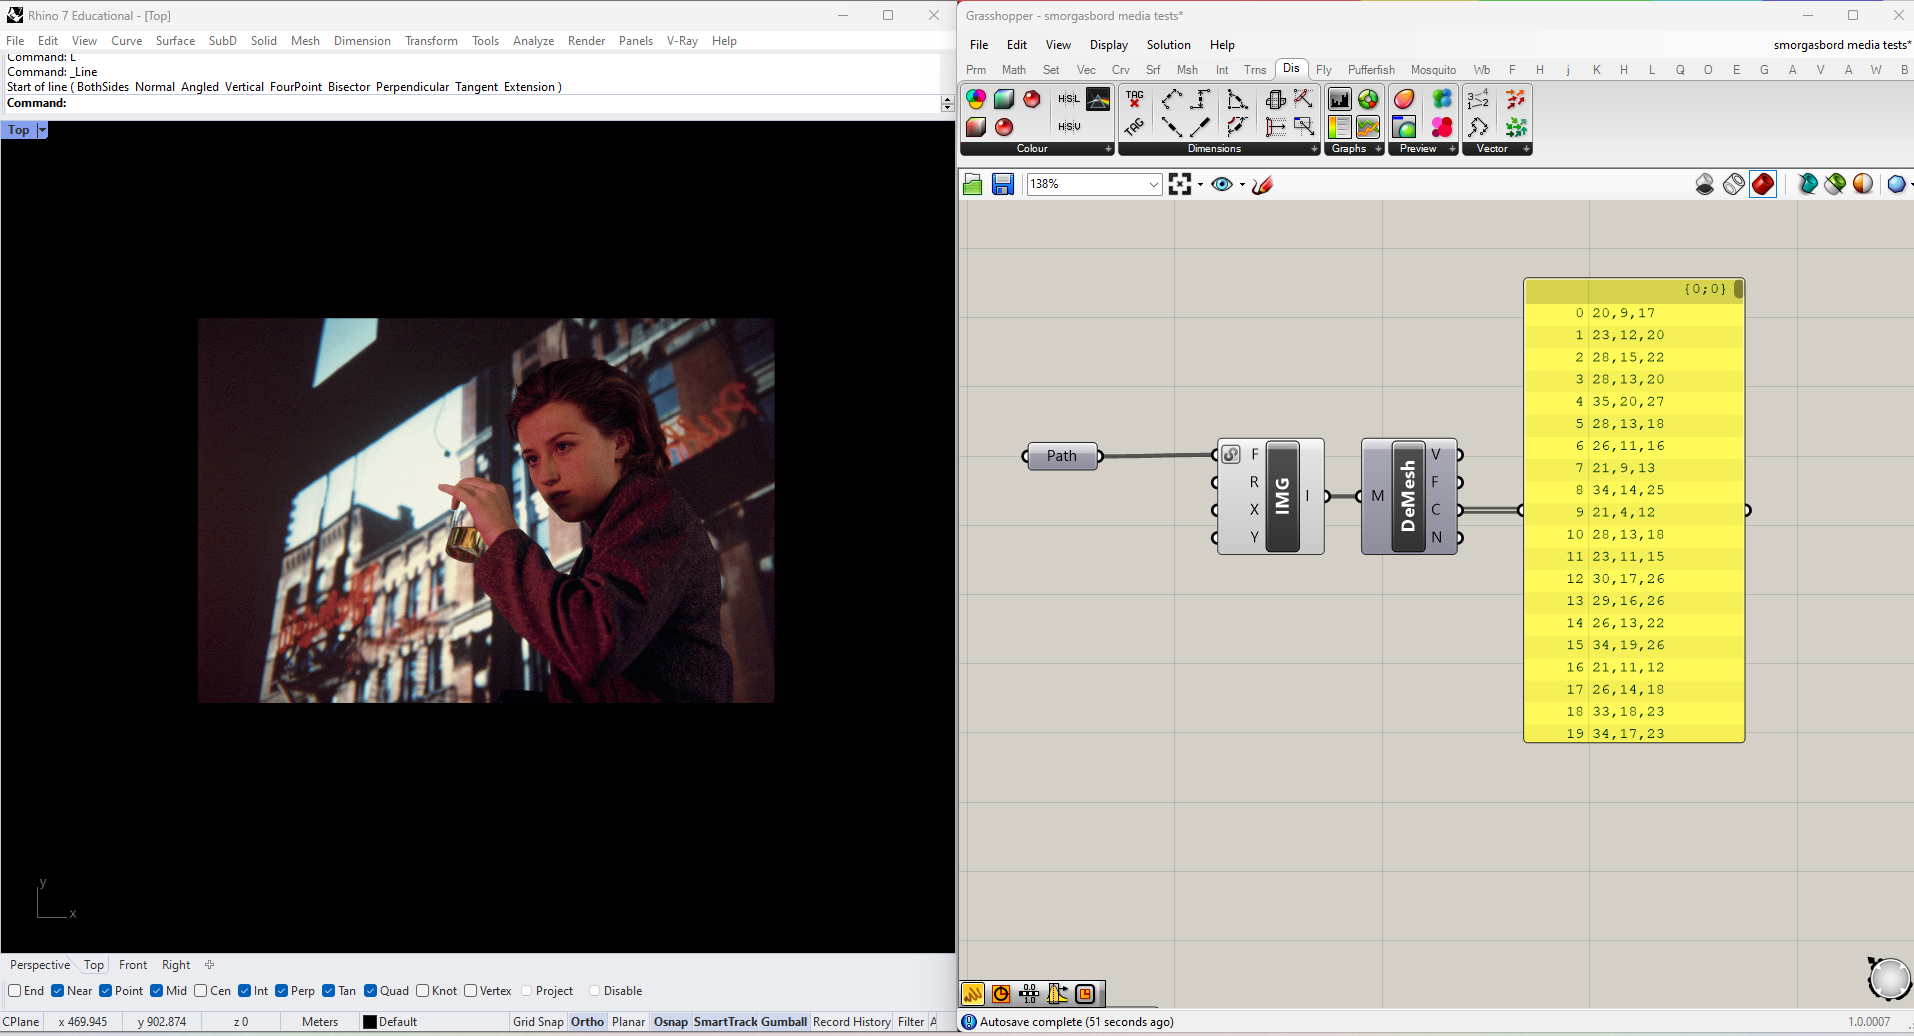 Rhino 7 Educational - [Top]
File Edit View Curve Surface SubD Solid Mesh Dimension Transform Tools Analyze Render Panels V-Ray Help
Command: L
Command: _Line
Start of line ( BothSides Normal Angled Vertical FourPoint Bisector Perpendicular Tangent Extension )
Command:
Top
y
x
Perspective Top Front Right
End Near Point Mid Cen Int Perp Tan Quad Knot Vertex Project Disable
CPlane x 469.945 y 902.874 z 0 Meters Default Grid Snap Ortho Planar Osnap SmartTrack Gumball Record History Filter A
Grasshopper - smorgasbord media tests*
File Edit View Display Solution Help smorgasbord media tests*
Prm Math Set Vec Crv Srf Msh Int Trns Dis Fly Pufferfish Mosquito Wb F H j K H L Q O E G A V A W B
H S L
H S V
TAG
TAG
3 4
1 2
Colour Dimensions Graphs Preview Vector
138%
Path
F
R
X
Y
IMG
I
M
DeMesh
V
F
C
N
{0;0}
0 20,9,17
1 23,12,20
2 28,15,22
3 28,13,20
4 35,20,27
5 28,13,18
6 26,11,16
7 21,9,13
8 34,14,25
9 21,4,12
10 28,13,18
11 23,11,15
12 30,17,26
13 29,16,26
14 26,13,22
15 34,19,26
16 21,11,12
17 26,14,18
18 33,18,23
19 34,17,23
0.0
1.0
Autosave complete (51 seconds ago) 1.0.0007